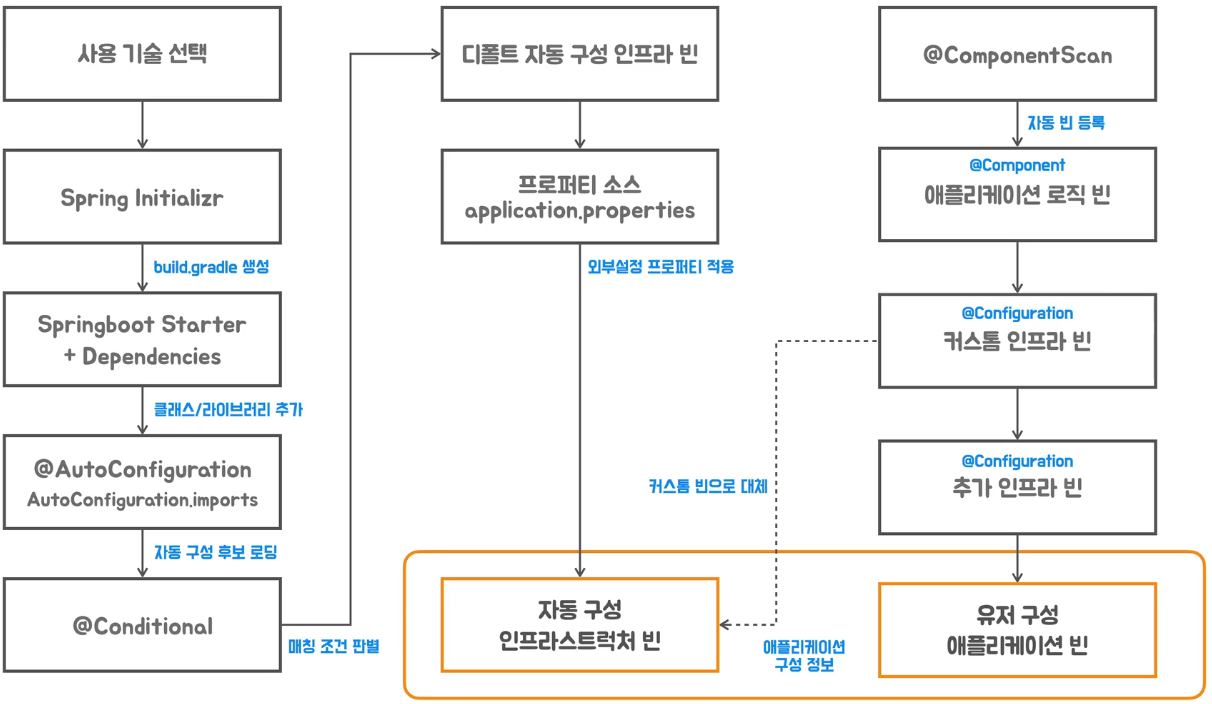 사용 기술 선택
Spring Initializr
build.gradle 생성
Springboot Starter
+ Dependencies
클래스/라이브러리 추가
@AutoConfiguration
AutoConfiguration.imports
자동 구성 후보 로딩
@Conditional
매칭 조건 판별
디폴트 자동 구성 인프라 빈
프로퍼티 소스
application.properties
외부설정 프로퍼티 적용
자동 구성
인프라스트럭처 빈
@ComponentScan
자동 빈 등록
@Component
애플리케이션 로직 빈
@Configuration
커스톰 인프라 빈
커스톰 빈으로 대체
@Configuration
추가 인프라 빈
유저 구성
애플리케이션 빈
애플리케이션
구성 정보